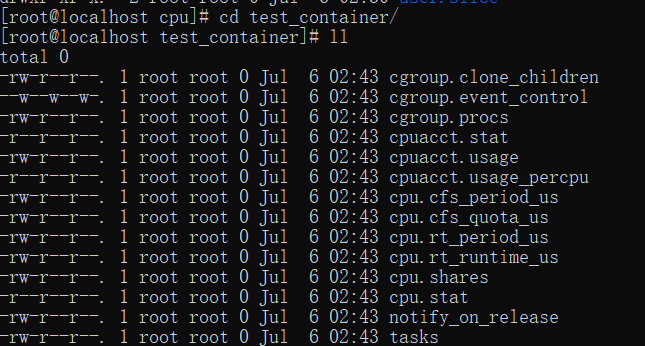 [root@localhost cpu]# cd test_container/
[root@localhost test_container]# ll
total 0
-rw-r--r--. 1 root root 0 Jul  6 02:43 cgroup.clone_children
--w--w--w-. 1 root root 0 Jul  6 02:43 cgroup.event_control
-rw-r--r--. 1 root root 0 Jul  6 02:43 cgroup.procs
-r--r--r--. 1 root root 0 Jul  6 02:43 cpuacct.stat
-rw-r--r--. 1 root root 0 Jul  6 02:43 cpuacct.usage
-r--r--r--. 1 root root 0 Jul  6 02:43 cpuacct.usage_percpu
-rw-r--r--. 1 root root 0 Jul  6 02:43 cpu.cfs_period_us
-rw-r--r--. 1 root root 0 Jul  6 02:43 cpu.cfs_quota_us
-rw-r--r--. 1 root root 0 Jul  6 02:43 cpu.rt_period_us
-rw-r--r--. 1 root root 0 Jul  6 02:43 cpu.rt_runtime_us
-rw-r--r--. 1 root root 0 Jul  6 02:43 cpu.shares
-r--r--r--. 1 root root 0 Jul  6 02:43 cpu.stat
-rw-r--r--. 1 root root 0 Jul  6 02:43 notify_on_release
-rw-r--r--. 1 root root 0 Jul  6 02:43 tasks